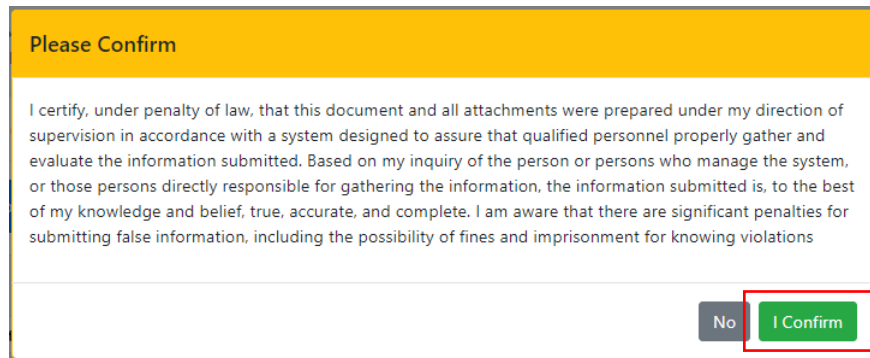 Please Confirm
I certify, under penalty of law, that this document and all attachments were prepared under my direction of
supervision in accordance with a system designed to assure that qualified personnel properly gather and
evaluate the information submitted. Based on my inquiry of the person or persons who manage the system,
or those persons directly responsible for gathering the information, the information submitted is, to the best
of my knowledge and belief, true, accurate, and complete. I am aware that there are significant penalties for
submitting false information, including the possibility of fines and imprisonment for knowing violations
No I Confirm